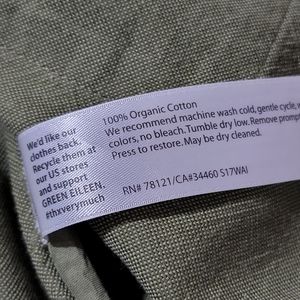 We'd like our
clothes back.
Recycle them at
our US stores
and support
GREEN EILEEN.
#thxverymuch
100% Organic Cotton
We recommend machine wash cold, gentle cycle,
colors, no bleach. Tumble dry low. Remove prompt
Press to restore. May be dry cleaned.
RN# 78121/CA#34460 S17WAI